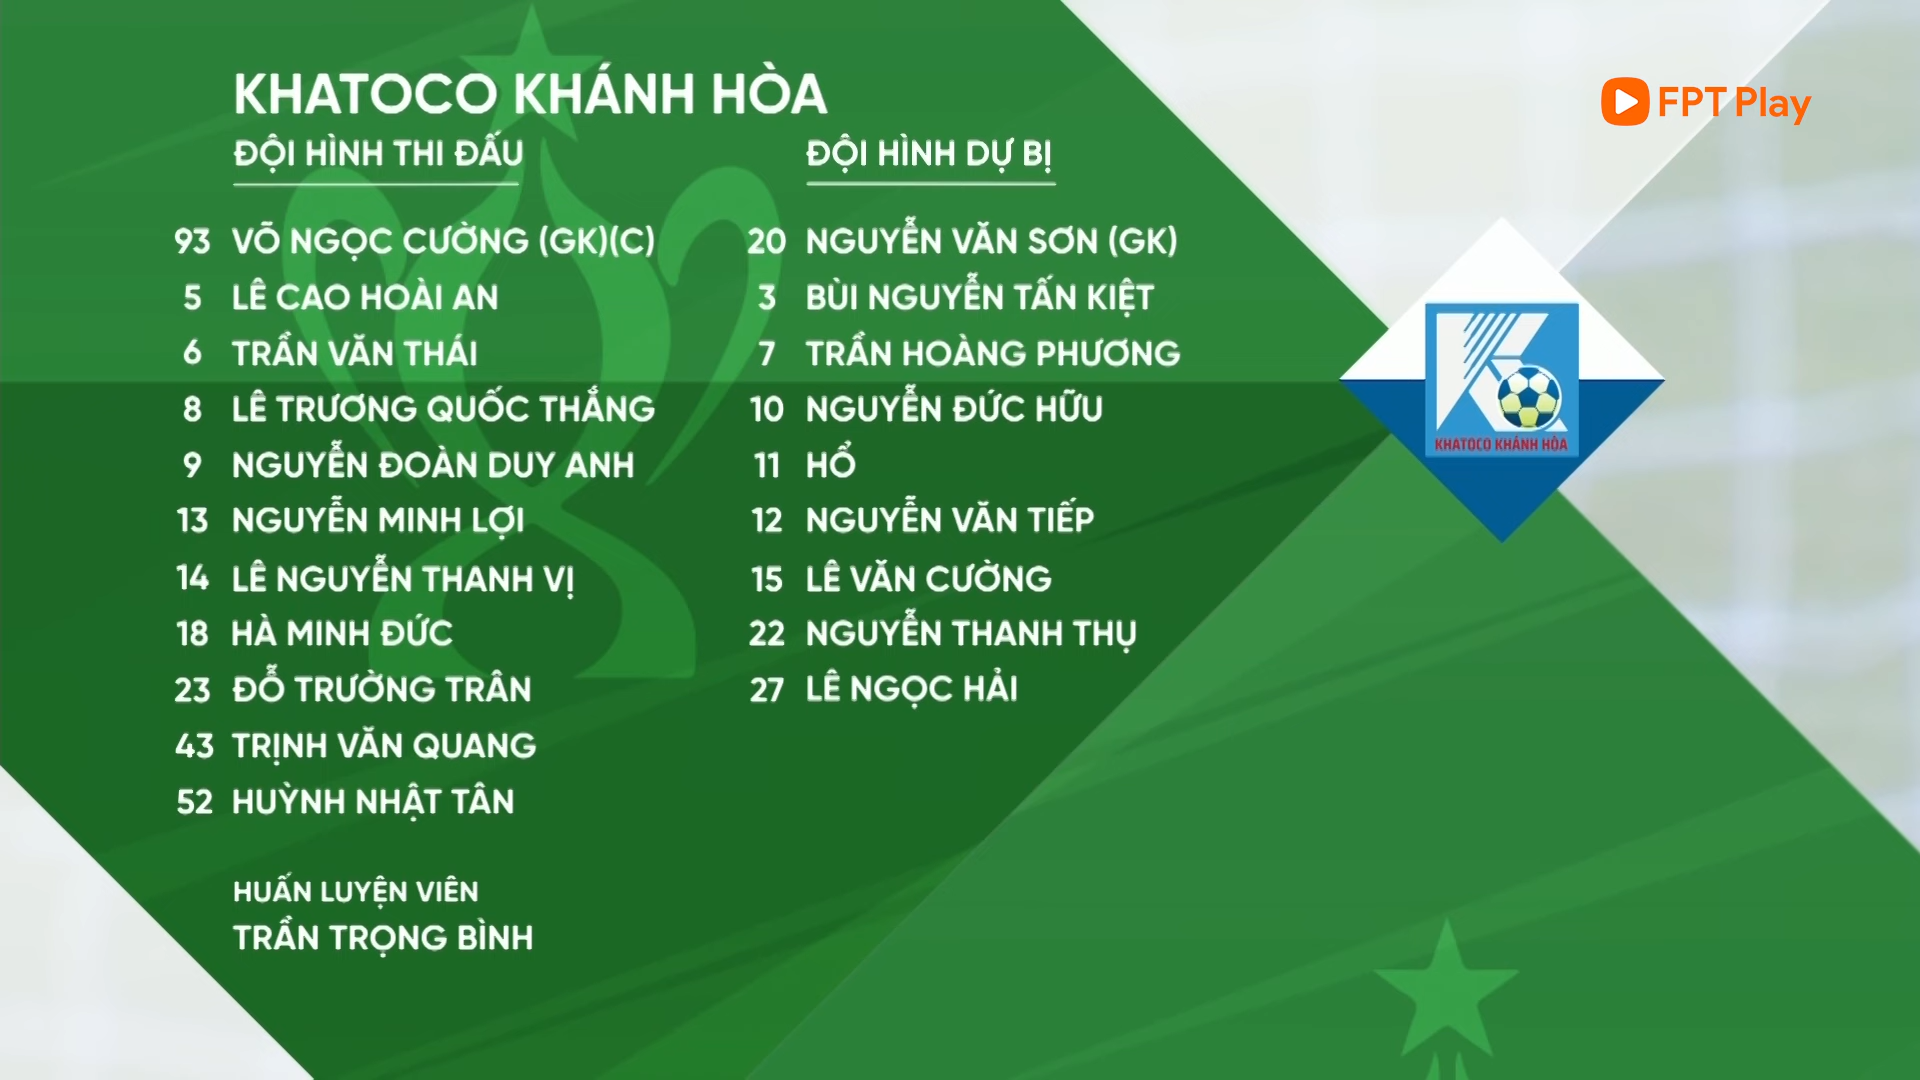 KHATOCO KHÁNH HÒA
ĐỘI HÌNH THI ĐẤU
93 VÕ NGỌC CƯỜNG (GK)(C)
5 LÊ CAO HOÀI AN
6 TRẦN VĂN THÁI
8 LÊ TRƯƠNG QUỐC THẮNG
9 NGUYỄN ĐOÀN DUY ANH
13 NGUYỄN MINH LỢI
14 LÊ NGUYỄN THANH VỊ
18 HÀ MINH ĐỨC
23 ĐỖ TRƯỜNG TRÂN
43 TRỊNH VĂN QUANG
52 HUỲNH NHẬT TÂN
HUẤN LUYỆN VIÊN
TRẦN TRỌNG BÌNH
ĐỘI HÌNH DỰ BỊ
20 NGUYỄN VĂN SƠN (GK)
3 BÙI NGUYỄN TẤN KIỆT
7 TRẦN HOÀNG PHƯƠNG
10 NGUYỄN ĐỨC HỮU
11 HỔ
12 NGUYỄN VĂN TIẾP
15 LÊ VĂN CƯỜNG
22 NGUYỄN THANH THỤ
27 LÊ NGỌC HẢI
FPT Play
KHATOCO KHÁNH HÒA